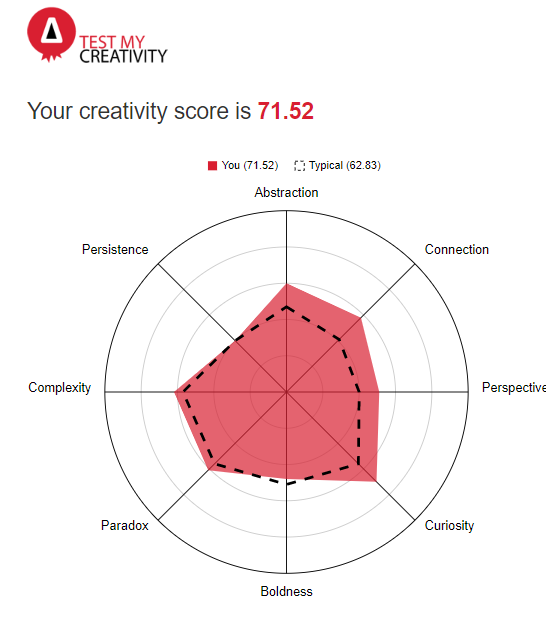 TEST MY
CREATIVITY
Your creativity score is 71.52
You (71.52) Typical (62.83)
Abstraction
Persistence Connection
Complexity Perspective
Paradox Curiosity
Boldness